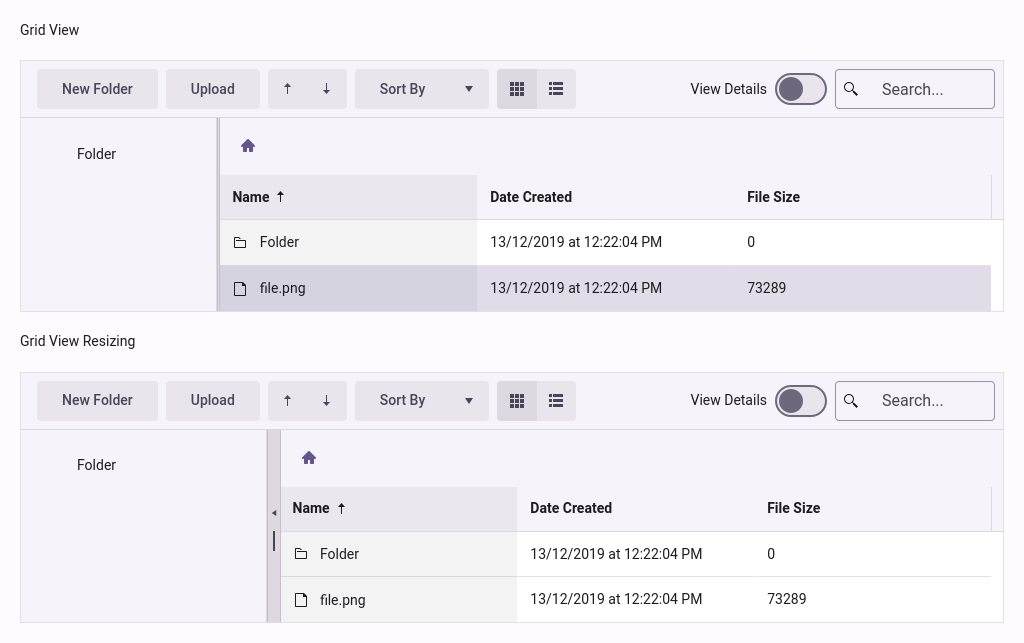 Grid View
New Folder Upload Sort By View Details Search...
Folder
Name Date Created File Size
Folder 13/12/2019 at 12:22:04 PM 0
file.png 13/12/2019 at 12:22:04 PM 73289
Grid View Resizing
New Folder Upload Sort By View Details Search...
Folder
Name Date Created File Size
Folder 13/12/2019 at 12:22:04 PM 0
file.png 13/12/2019 at 12:22:04 PM 73289